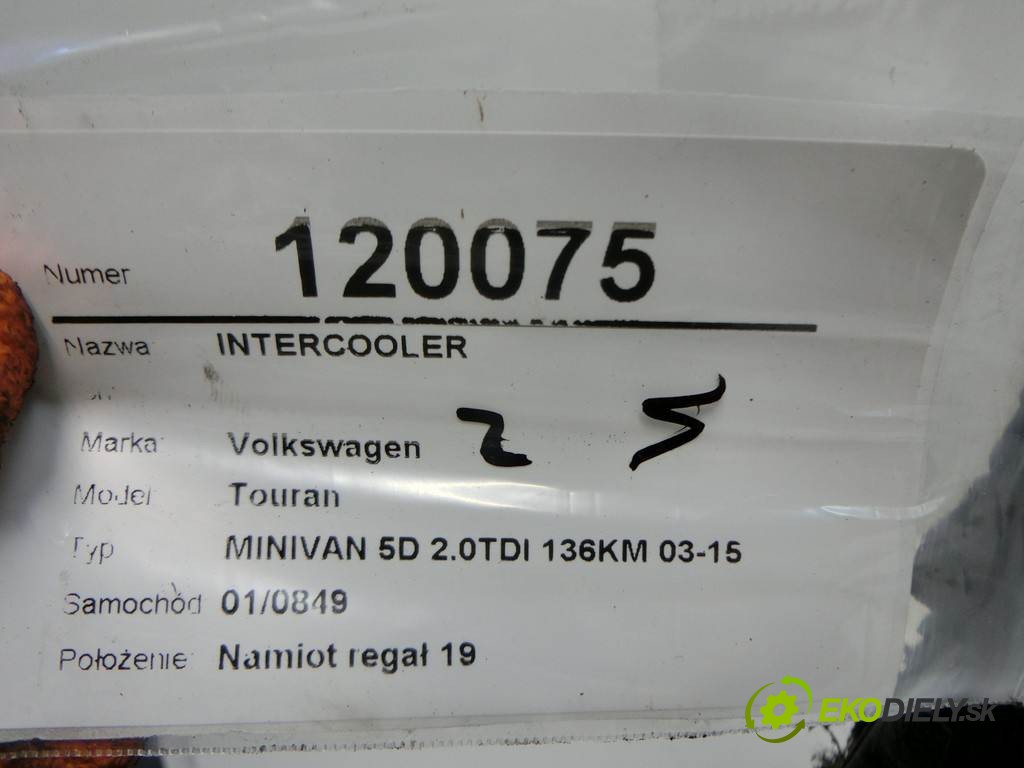 Numer 120075
Nazwa INTERCOOLER
Marka Volkswagen 2 5
Model Touran
Typ MINIVAN 5D 2.0TDI 136KM 03-15
Samochód 01/0849
Położenie Namiot regał 19
EKODIELY.sk